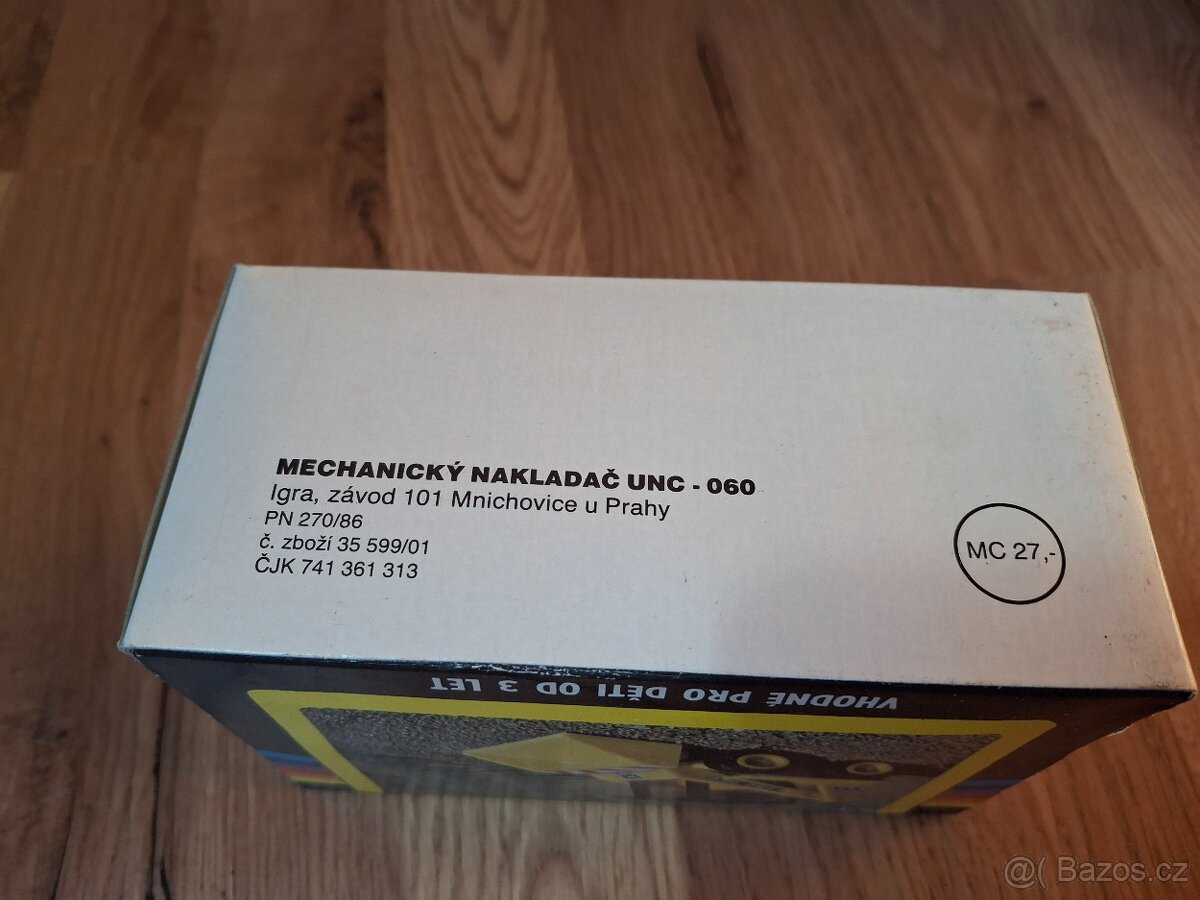 MECHANICKÝ NAKLADAČ UNC - 060
Igra, závod 101 Mnichovice u Prahy
PN 270/86
č. zboží 35 599/01
ČJK 741 361 313
MC 27,-
VHODNÉ PRO DĚTI OD 3 LET
@( Bazos.cz